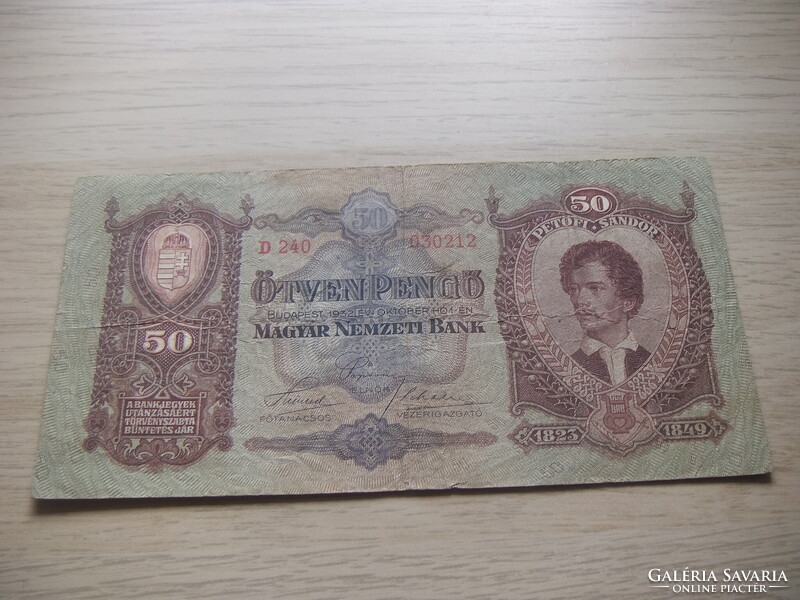 50
D 240
030212
ÖTVEN PENGŐ
BUDAPEST 1932. ÉVI OKTÓBER HÓ 1-ÉN
MAGYAR NEMZETI BANK
ELNÖK
FŐTANÁCSOS
VEZÉRIGAZGATÓ
50
A BANKJEGYEK
UTÁNZÁSÁÉRT
TÖRVÉNYSZABTA
BÜNTETÉS JÁR
50
PETŐFI SÁNDOR
1823
1849
GALÉRIA SAVARIA
ONLINE PIACTÉR